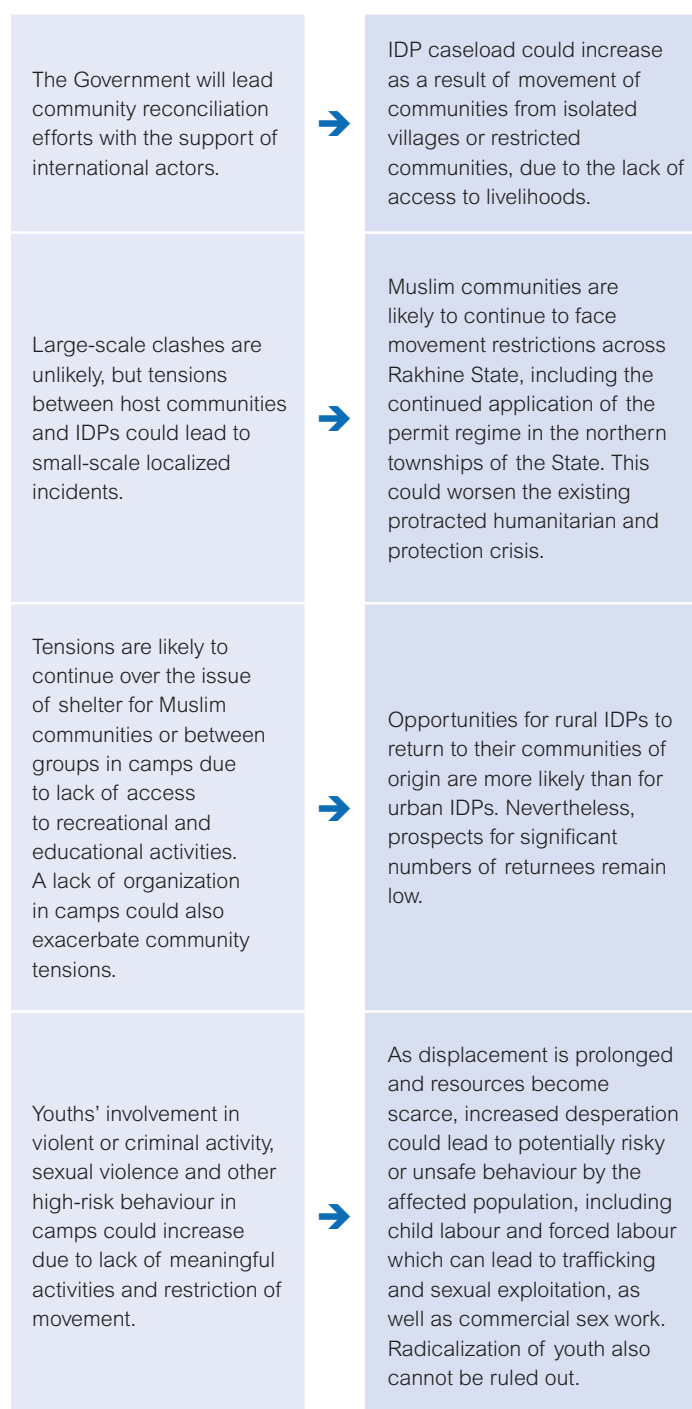 The Government will lead
community reconciliation
efforts with the support of
international actors.
IDP caseload could increase
as a result of movement of
communities from isolated
villages or restricted
communities, due to the lack of
access to livelihoods.
Large-scale clashes are
unlikely, but tensions
between host communities
and IDPs could lead to
small-scale localized
incidents.
Muslim communities are
likely to continue to face
movement restrictions across
Rakhine State, including the
continued application of the
permit regime in the northern
townships of the State. This
could worsen the existing
protracted humanitarian and
protection crisis.
Tensions are likely to
continue over the issue
of shelter for Muslim
communities or between
groups in camps due
to lack of access
to recreational and
educational activities.
A lack of organization
in camps could also
exacerbate community
tensions.
Opportunities for rural IDPs to
return to their communities of
origin are more likely than for
urban IDPs. Nevertheless,
prospects for significant
numbers of returnees remain
low.
Youths’ involvement in
violent or criminal activity,
sexual violence and other
high-risk behaviour in
camps could increase
due to lack of meaningful
activities and restriction of
movement.
As displacement is prolonged
and resources become
scarce, increased desperation
could lead to potentially risky
or unsafe behaviour by the
affected population, including
child labour and forced labour
which can lead to trafficking
and sexual exploitation, as
well as commercial sex work.
Radicalization of youth also
cannot be ruled out.